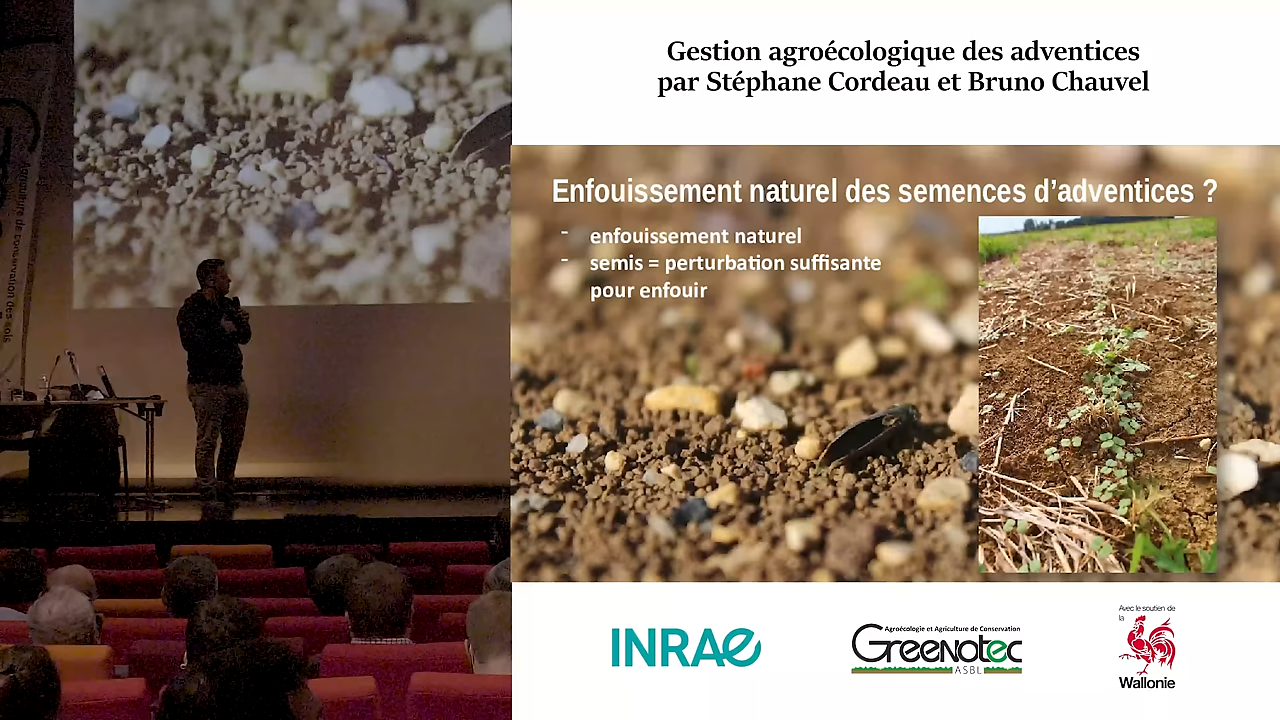 Gestion agroécologique des adventices
par Stéphane Cordeau et Bruno Chauvel
Enfouissement naturel des semences d'adventices ?
- enfouissement naturel
- semis = perturbation suffisante
pour enfouir
INRAE
Agroécologie et Agriculture de Conservation
Greenotec
ASBL
Avec le soutien de
la
Wallonie